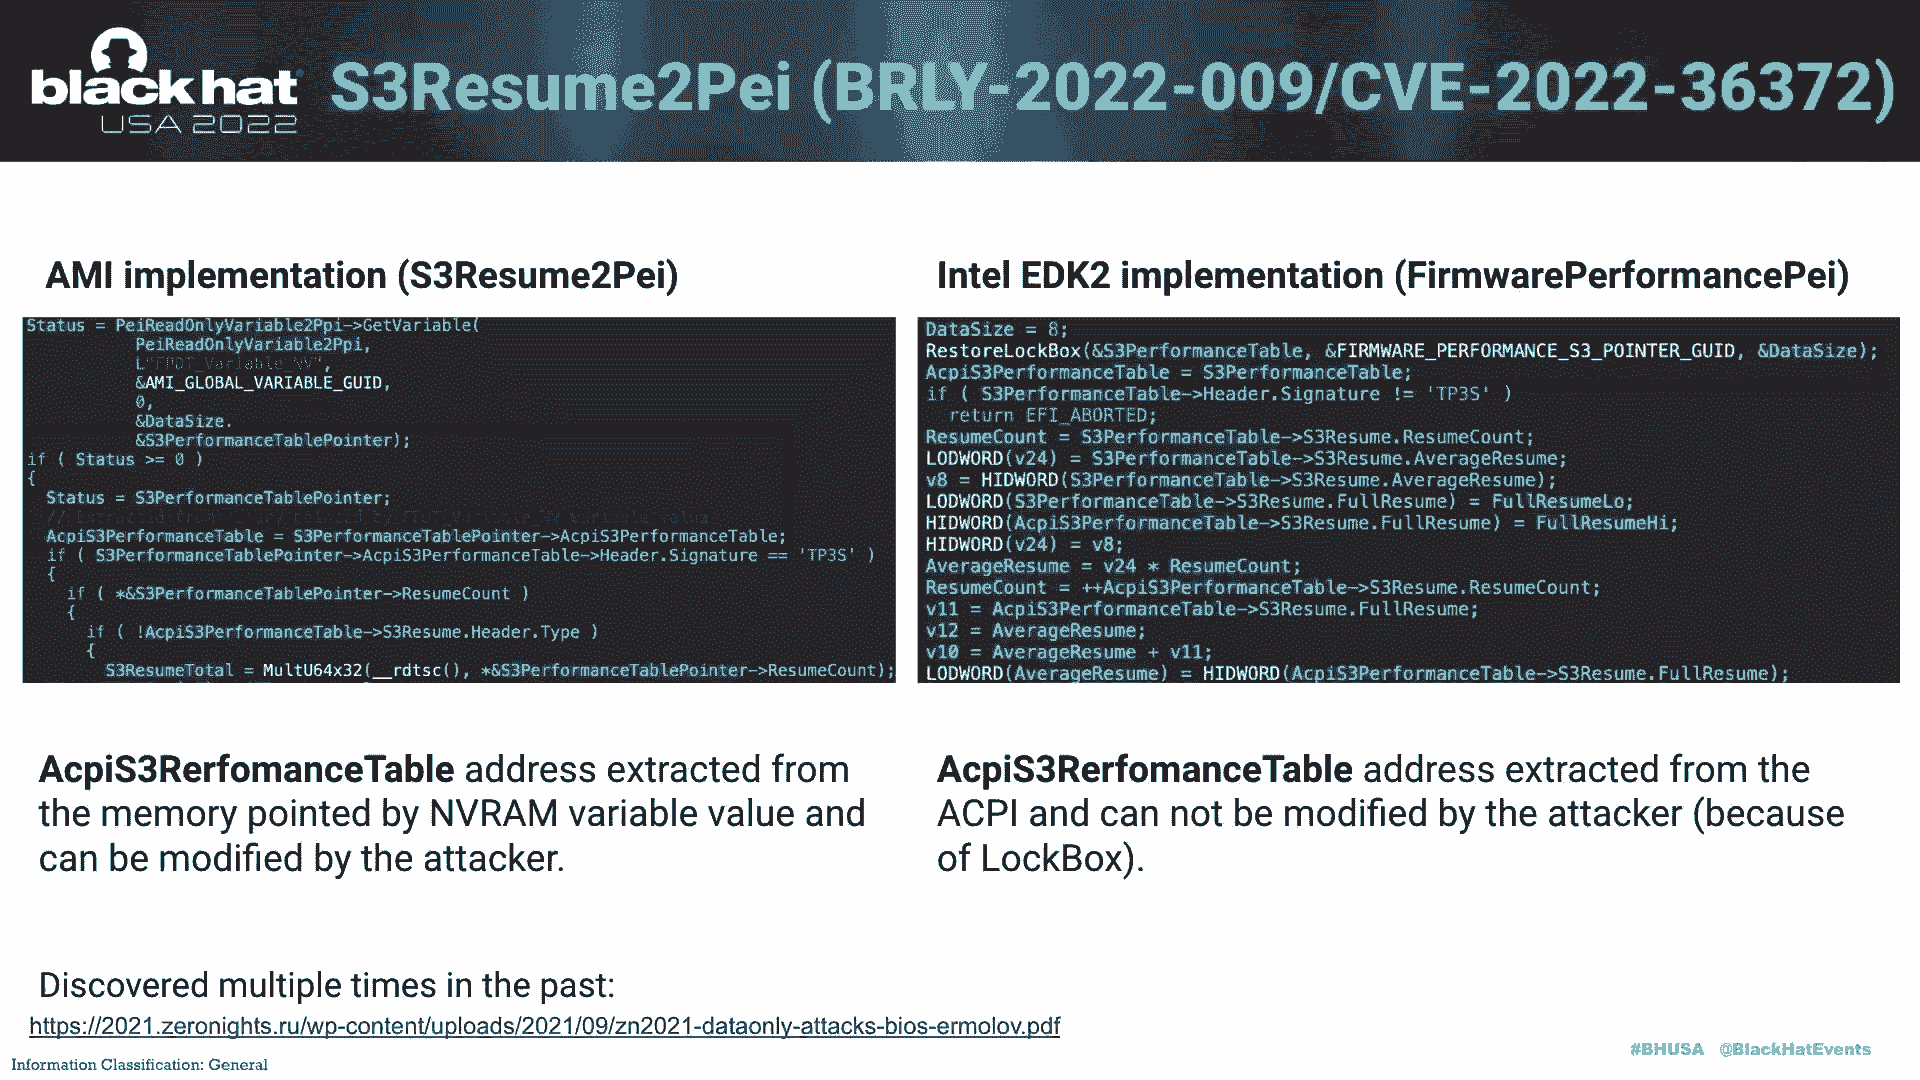 black hat
USA 2022
S3Resume2Pei (BRLY-2022-009/CVE-2022-36372)
AMI implementation (S3Resume2Pei)
Status = PeiReadOnlyVariable2Ppi->GetVariable(
PeiReadOnlyVariable2Ppi,
L"FPDT_Variable_NV",
&AMI_GLOBAL_VARIABLE_GUID,
0,
&DataSize.
&S3PerformanceTablePointer);
if ( Status >= 0 )
{
Status = S3PerformanceTablePointer;
AcpiS3PerformanceTable = S3PerformanceTablePointer->AcpiS3PerformanceTable;
if ( S3PerformanceTablePointer->AcpiS3PerformanceTable->Header.Signature == 'TP3S' )
{
if ( *&S3PerformanceTablePointer->ResumeCount )
{
if ( !AcpiS3PerformanceTable->S3Resume.Header.Type )
{
S3ResumeTotal = MultU64x32(__rdtsc(), *&S3PerformanceTablePointer->ResumeCount);
Intel EDK2 implementation (FirmwarePerformancePei)
DataSize = 8;
RestoreLockBox(&S3PerformanceTable, &FIRMWARE_PERFORMANCE_S3_POINTER_GUID, &DataSize);
AcpiS3PerformanceTable = S3PerformanceTable;
if ( S3PerformanceTable->Header.Signature != 'TP3S' )
return EFI_ABORTED;
ResumeCount = S3PerformanceTable->S3Resume.ResumeCount;
LODWORD(v24) = S3PerformanceTable->S3Resume.AverageResume;
v8 = HIDWORD(S3PerformanceTable->S3Resume.AverageResume);
LODWORD(S3PerformanceTable->S3Resume.FullResume) = FullResumeLo;
HIDWORD(AcpiS3PerformanceTable->S3Resume.FullResume) = FullResumeHi;
HIDWORD(v24) = v8;
AverageResume = v24 * ResumeCount;
ResumeCount = ++AcpiS3PerformanceTable->S3Resume.ResumeCount;
v11 = AcpiS3PerformanceTable->S3Resume.FullResume;
v12 = AverageResume;
v10 = AverageResume + v11;
LODWORD(AverageResume) = HIDWORD(AcpiS3PerformanceTable->S3Resume.FullResume);
AcpiS3RerfomanceTable address extracted from
the memory pointed by NVRAM variable value and
can be modified by the attacker.
AcpiS3RerfomanceTable address extracted from the
ACPI and can not be modified by the attacker (because
of LockBox).
Discovered multiple times in the past:
https://2021.zeronights.ru/wp-content/uploads/2021/09/zn2021-dataonly-attacks-bios-ermolov.pdf
Information Classification: General
#BHUSA @BlackHatEvents